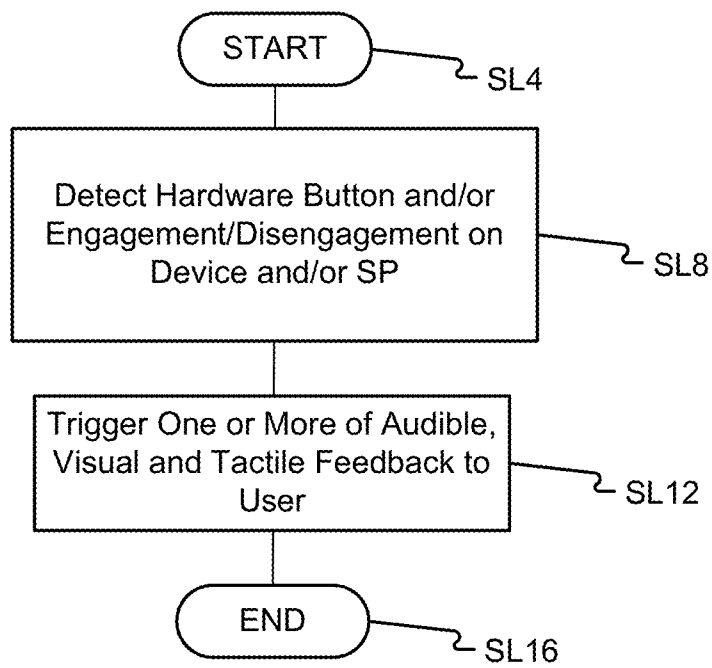 START
SL4
Detect Hardware Button and/or
Engagement/Disengagement on
Device and/or SP
SL8
Trigger One or More of Audible,
Visual and Tactile Feedback to
User
SL12
END
SL16